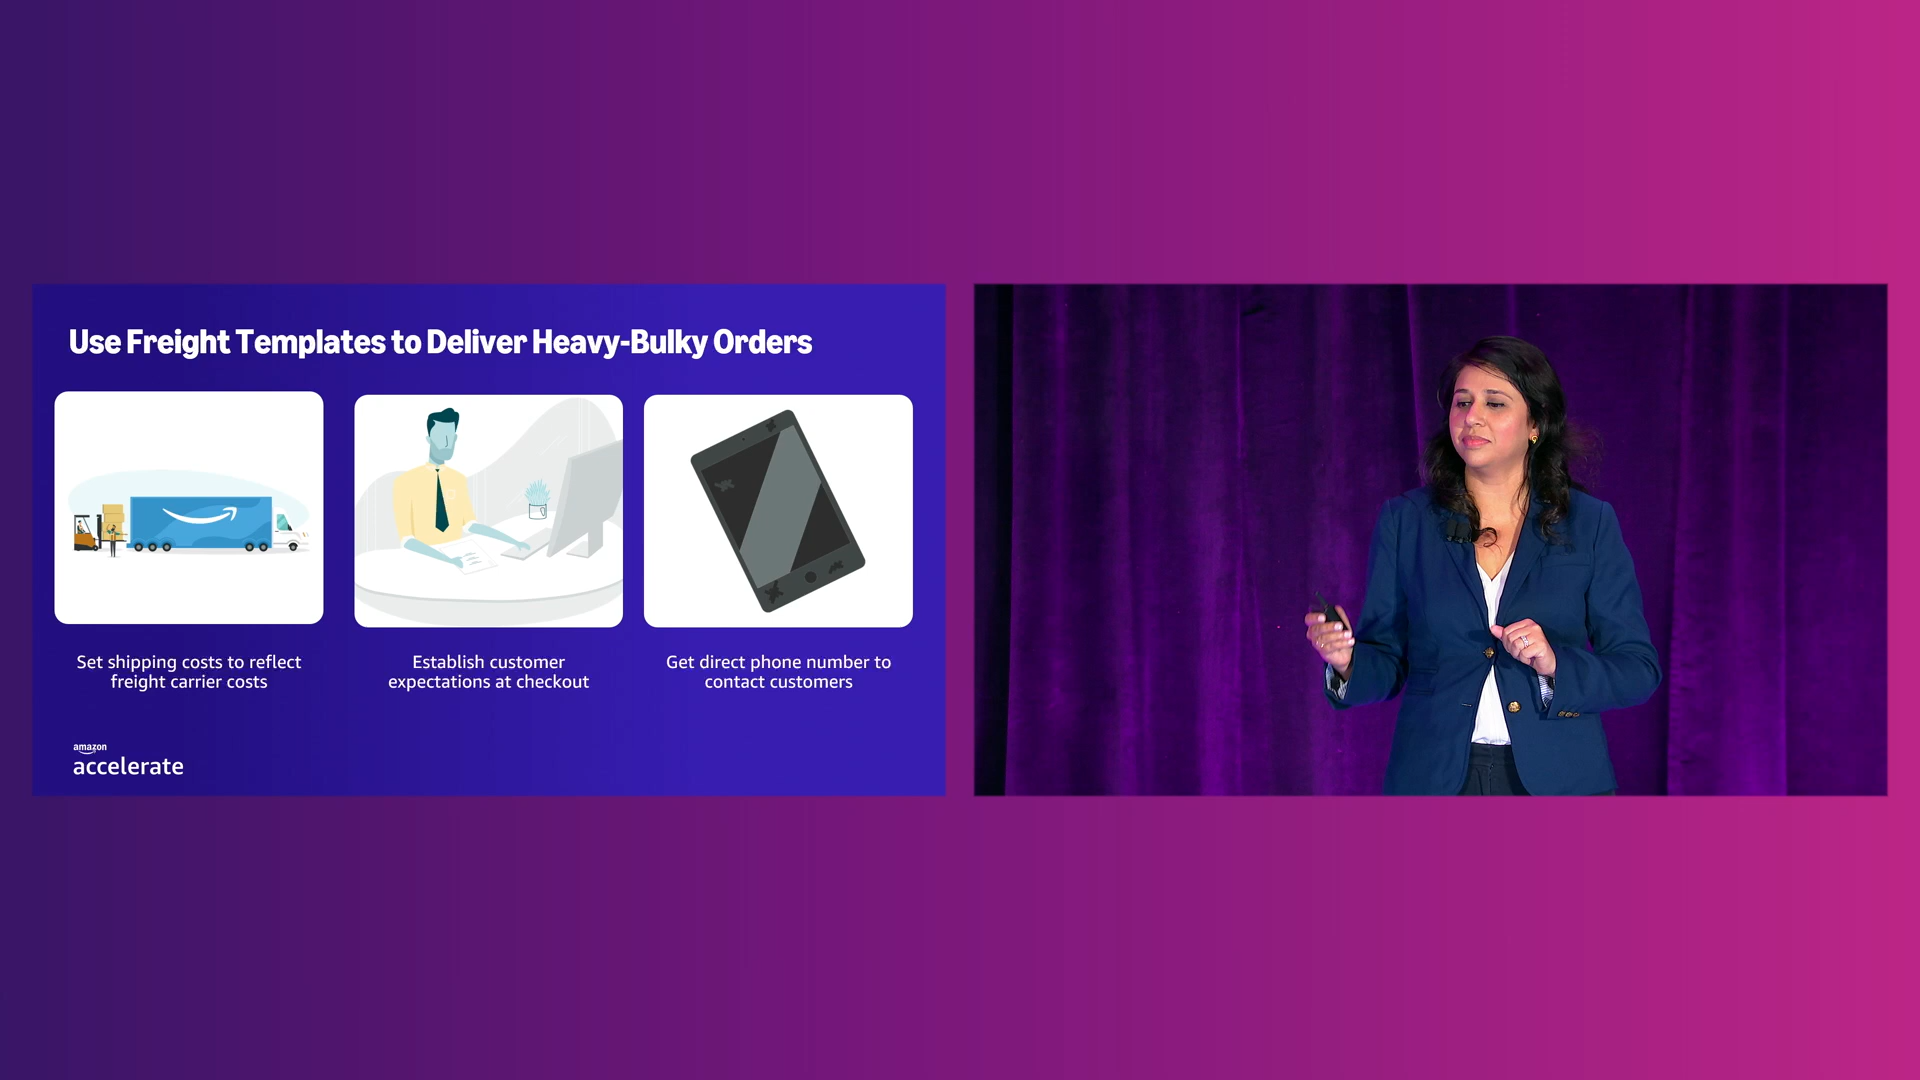 Use Freight Templates to Deliver Heavy-Bulky Orders
Set shipping costs to reflect
freight carrier costs
Establish customer
expectations at checkout
Get direct phone number to
contact customers
amazon
accelerate